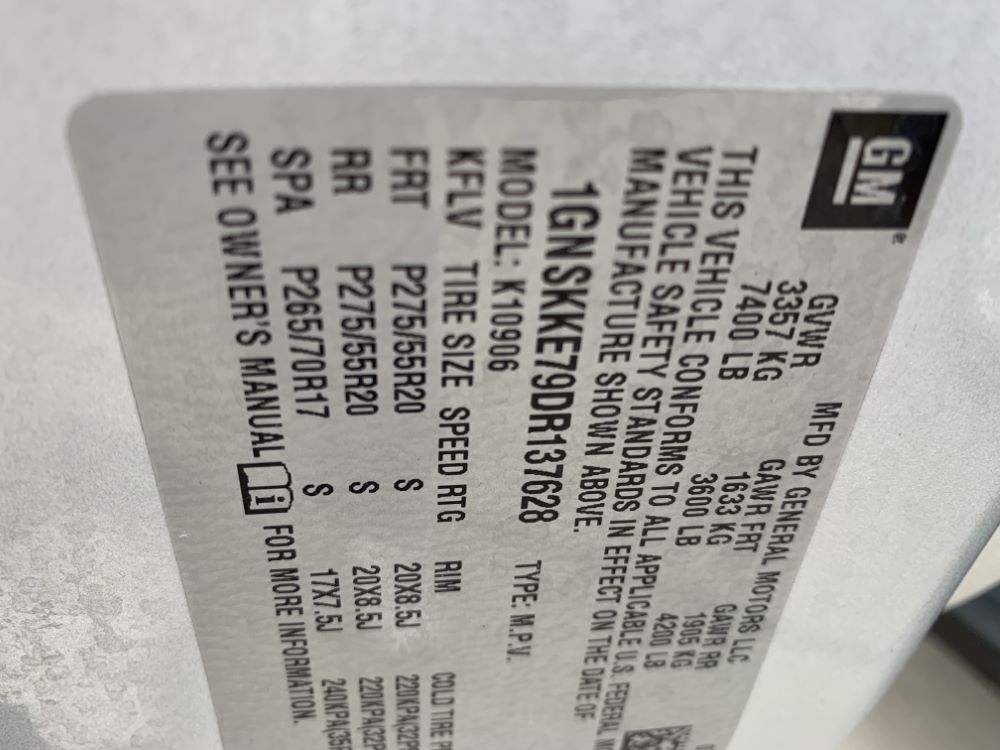 GM
MFD BY GENERAL MOTORS LLC
GVWR GAWR FRT GAWR RR
3357 KG 1633 KG 1905 KG
7400 LB 3600 LB 4200 LB
THIS VEHICLE CONFORMS TO ALL APPLICABLE U.S. FEDERAL
VEHICLE SAFETY STANDARDS IN EFFECT ON THE DATE OF
MANUFACTURE SHOWN ABOVE.
1GNSKKE79DR137628 TYPE: M.P.V.
MODEL: K10906
KFLV TIRE SIZE SPEED RTG RIM COLD TIRE
FRT P275/55R20 S 20X8.5J 220KPA(32P
RR P275/55R20 S 20X8.5J 220KPA(32P
SPA P265/70R17 S 17X7.5J 240KPA(35
SEE OWNER'S MANUAL i FOR MORE INFORMATION.